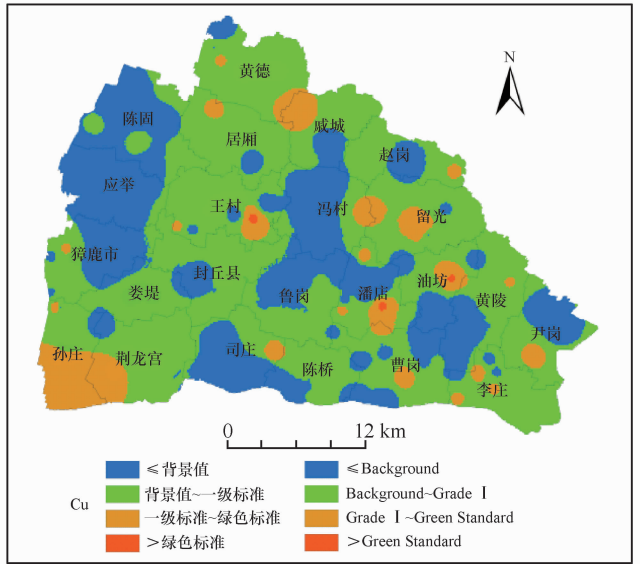 N
黄德
陈固
戚城
居厢
赵岗
应举
王村
冯村
留光
獐鹿市
封丘县
油坊
娄堤
鲁岗
潘店
黄陵
尹岗
孙庄
荆龙宫
司庄
陈桥
曹岗
李庄
0 12 km
Cu
≤背景值 ≤Background
背景值~一级标准 Background~Grade Ⅰ
一级标准~绿色标准 Grade Ⅰ~Green Standard
>绿色标准 >Green Standard